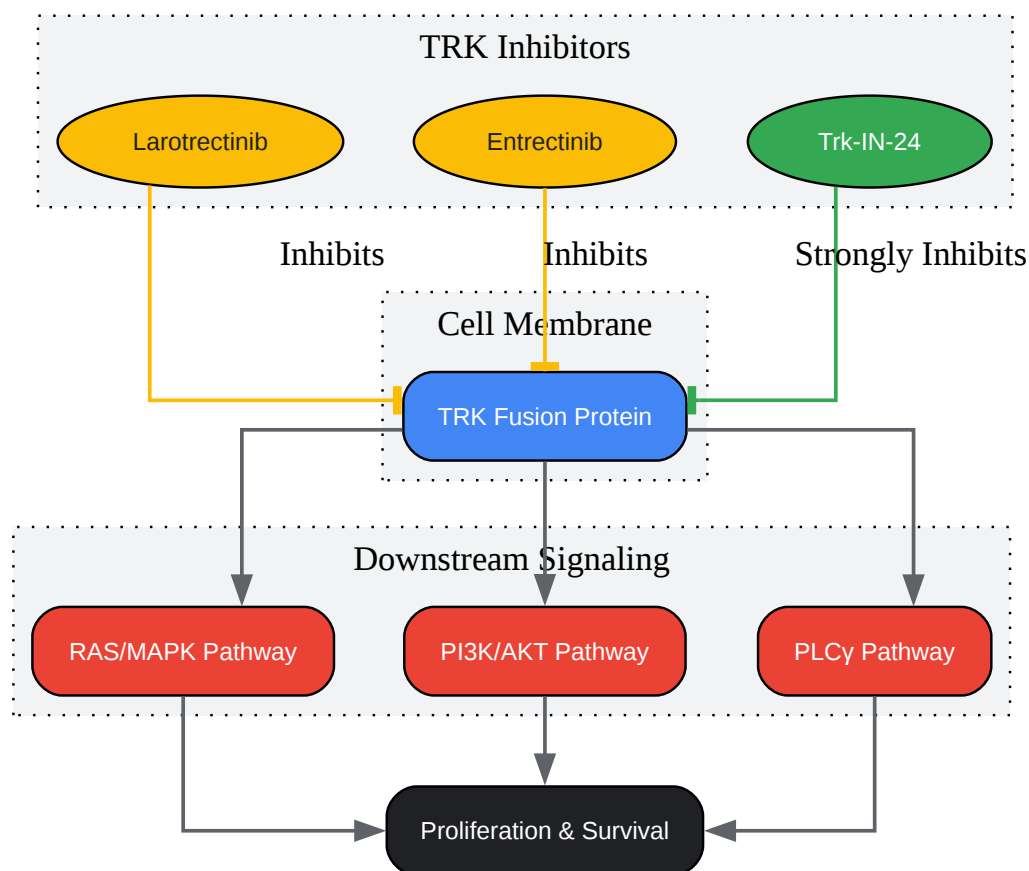 TRK Inhibitors
Larotrectinib
Entrectinib
Trk-IN-24
Inhibits
Inhibits
Strongly Inhibits
Cell Membrane
TRK Fusion Protein
Downstream Signaling
RAS/MAPK Pathway
PI3K/AKT Pathway
PLCγ Pathway
Proliferation & Survival